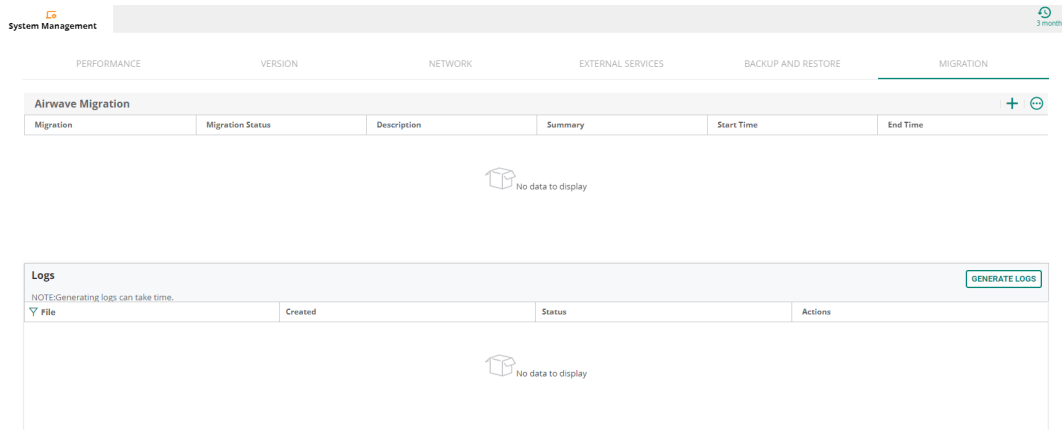 System Management
3 month
PERFORMANCE VERSION NETWORK EXTERNAL SERVICES BACKUP AND RESTORE MIGRATION
Airwave Migration
Migration Migration Status Description Summary Start Time End Time
No data to display
Logs
GENERATE LOGS
NOTE:Generating logs can take time.
File Created Status Actions
No data to display